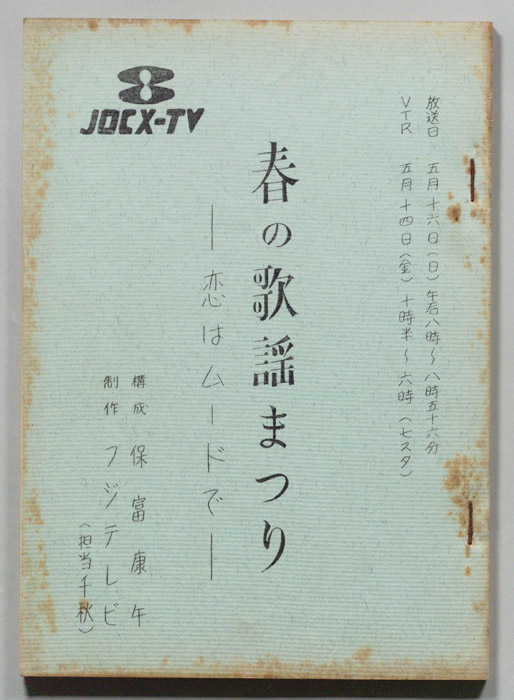 JOCX-TV
放送日 五月十六日(日)午后八時〜八時五十六分
VTR 五月十四日(金)十時半〜六時(七スタ)
春の歌謡まつり
―恋はムードで―
構成 保富康午
制作 フジテレビ
(担当千秋)